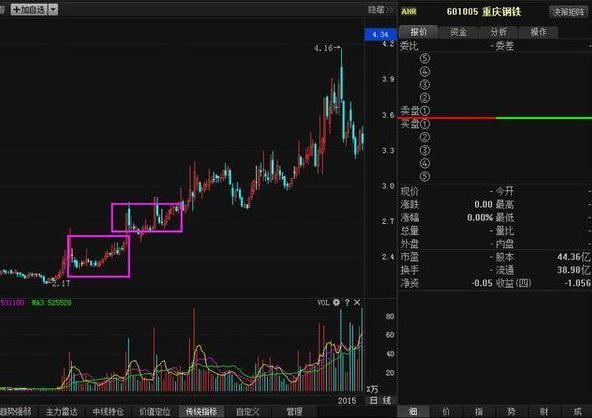 +加自选
隐藏>>
4.34
4.2
3.9
3.6
3.3
3.0
2.7
2.4
4.16
2.17
531180 MA3:525528
VOL ? ×
80
60
40
20
X万
2015 日线
趋势强弱 主力雷达 中线持仓 价值定位 传统指标 自定义 管理
AHR 601005 重庆钢铁 决策矩阵
报价 资金 分析 操作
委比 - 委差 -
⑤
④
③
②
卖盘①
买盘①
②
③
④
⑤
现价 - 今开 -
涨跌 0.00 最高 -
涨幅 0.00% 最低 -
总量 - 量比 -
外盘 - 内盘 -
市盈 - 股本 44.36亿
换手 - 流通 38.98亿
净资 -0.05 收益(四) -1.056
细 价 指 势 财 成